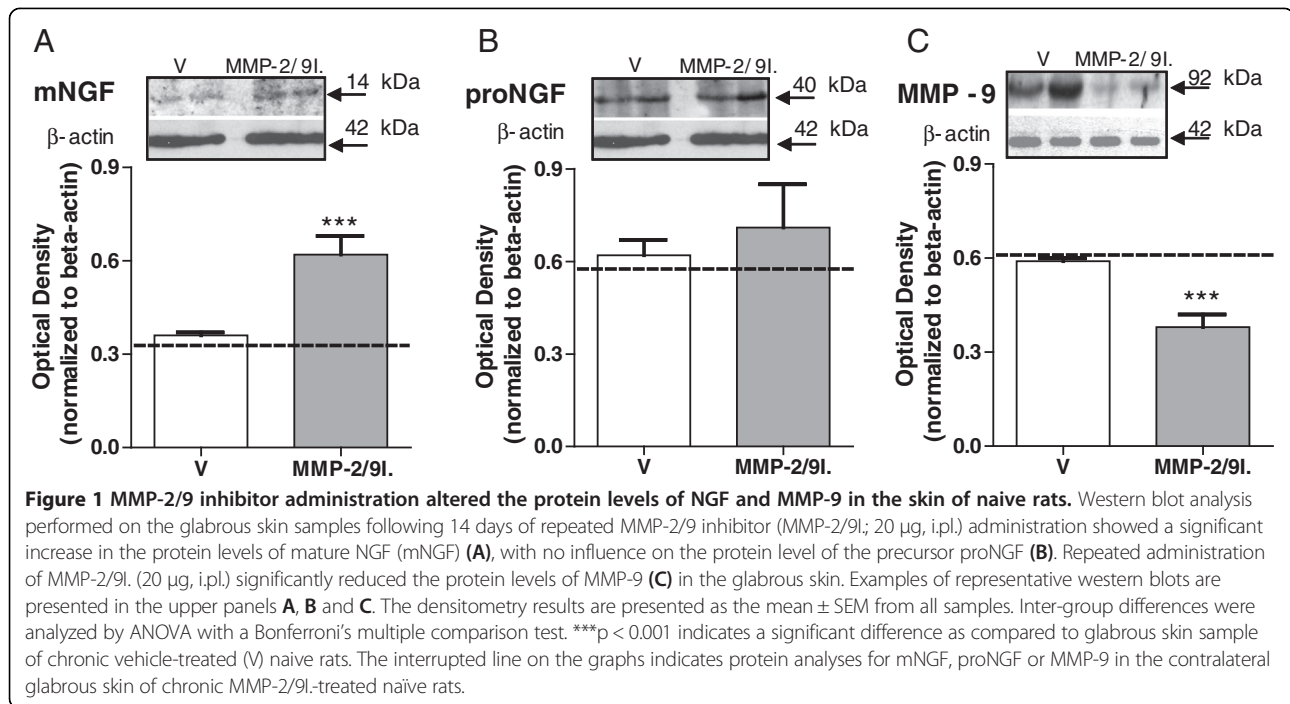 A
V MMP-2/ 9I.
mNGF
14 kDa
β- actin
42 kDa
0.9
0.6
0.3
0.0
Optical Density
(normalized to beta-actin)
***
V MMP-2/9I.
B
V MMP-2/ 9I.
proNGF
40 kDa
β- actin
42 kDa
0.9
0.6
0.3
0.0
Optical Density
(normalized to beta-actin)
V MMP-2/9I.
C
V MMP-2/ 9I.
MMP - 9
92 kDa
β- actin
42 kDa
0.9
0.6
0.3
0.0
Optical Density
(normalized to beta-actin)
***
V MMP-2/9I.
Figure 1 MMP-2/9 inhibitor administration altered the protein levels of NGF and MMP-9 in the skin of naive rats. Western blot analysis
performed on the glabrous skin samples following 14 days of repeated MMP-2/9 inhibitor (MMP-2/9I.; 20 μg, i.pl.) administration showed a significant
increase in the protein levels of mature NGF (mNGF) (A), with no influence on the protein level of the precursor proNGF (B). Repeated administration
of MMP-2/9I. (20 μg, i.pl.) significantly reduced the protein levels of MMP-9 (C) in the glabrous skin. Examples of representative western blots are
presented in the upper panels A, B and C. The densitometry results are presented as the mean ± SEM from all samples. Inter-group differences were
analyzed by ANOVA with a Bonferroni's multiple comparison test. ***p < 0.001 indicates a significant difference as compared to glabrous skin sample
of chronic vehicle-treated (V) naive rats. The interrupted line on the graphs indicates protein analyses for mNGF, proNGF or MMP-9 in the contralateral
glabrous skin of chronic MMP-2/9I.-treated naïve rats.